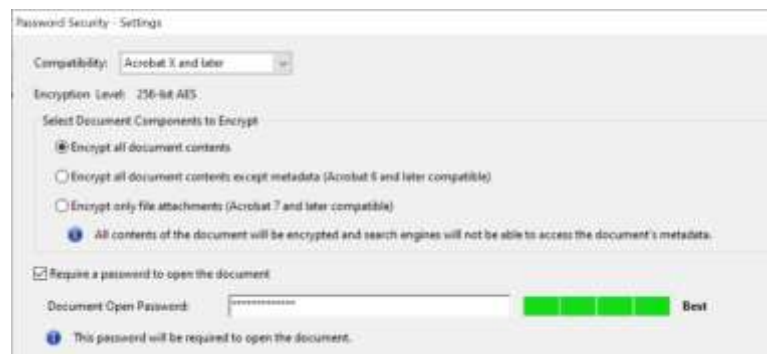 Password Security - Settings
Compatibility: Acrobat X and later
Encryption Level: 256-bit AES
Select Document Components to Encrypt
Encrypt all document contents
Encrypt all document contents except metadata (Acrobat 6 and later compatible)
Encrypt only file attachments (Acrobat 7 and later compatible)
All contents of the document will be encrypted and search engines will not be able to access the document's metadata.
Require a password to open the document
Document Open Password: ************* Best
This password will be required to open the document.